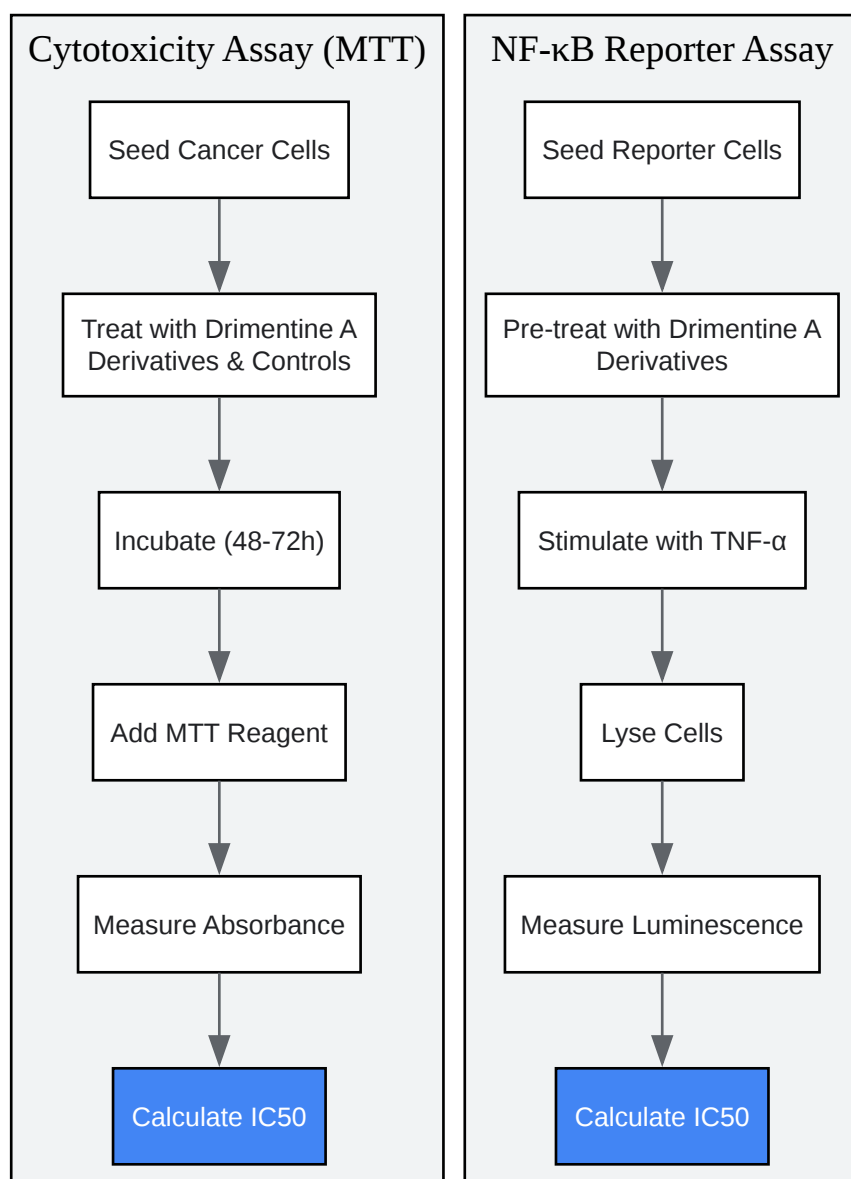 Cytotoxicity Assay (MTT)
Seed Cancer Cells
Treat with Drimentine A
Derivatives & Controls
Incubate (48-72h)
Add MTT Reagent
Measure Absorbance
Calculate IC50
NF-κB Reporter Assay
Seed Reporter Cells
Pre-treat with Drimentine A
Derivatives
Stimulate with TNF-α
Lyse Cells
Measure Luminescence
Calculate IC50